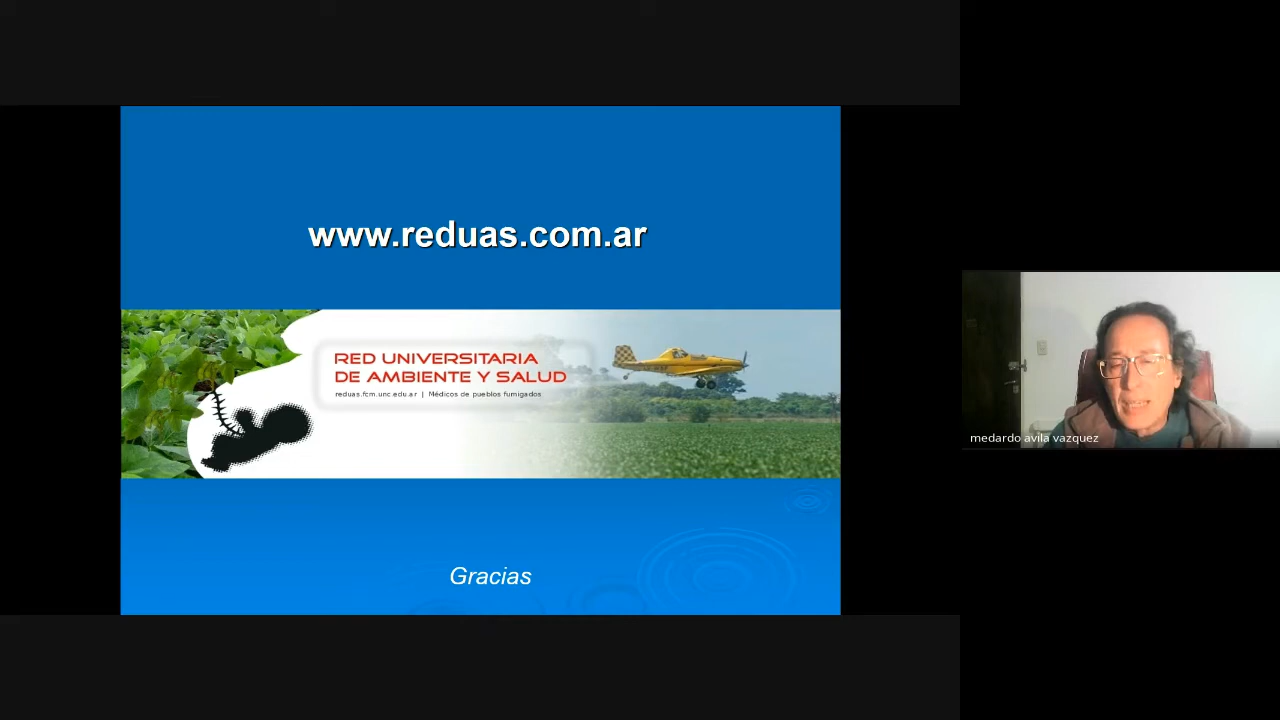 www.reduas.com.ar
RED UNIVERSITARIA
DE AMBIENTE Y SALUD
reduas.fcm.unc.edu.ar | Médicos de pueblos fumigados
medardo avila vazquez
Gracias